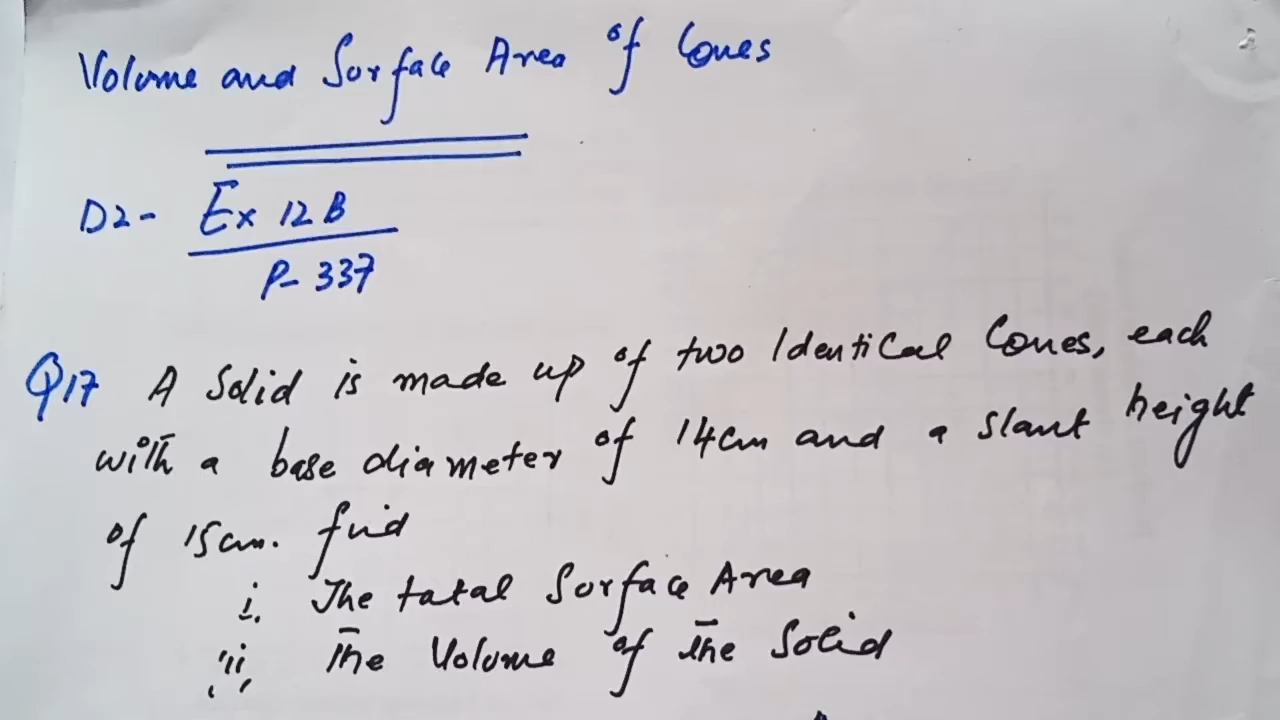 Volume and Surface Area of Cones
D2- Ex 12 B
P- 337
Q17 A Solid is made up of two Identical Cones, each
with a base diameter of 14cm and a slant height
of 15cm. find
i. The tatal Surface Area
ii. The Volume of the Solid